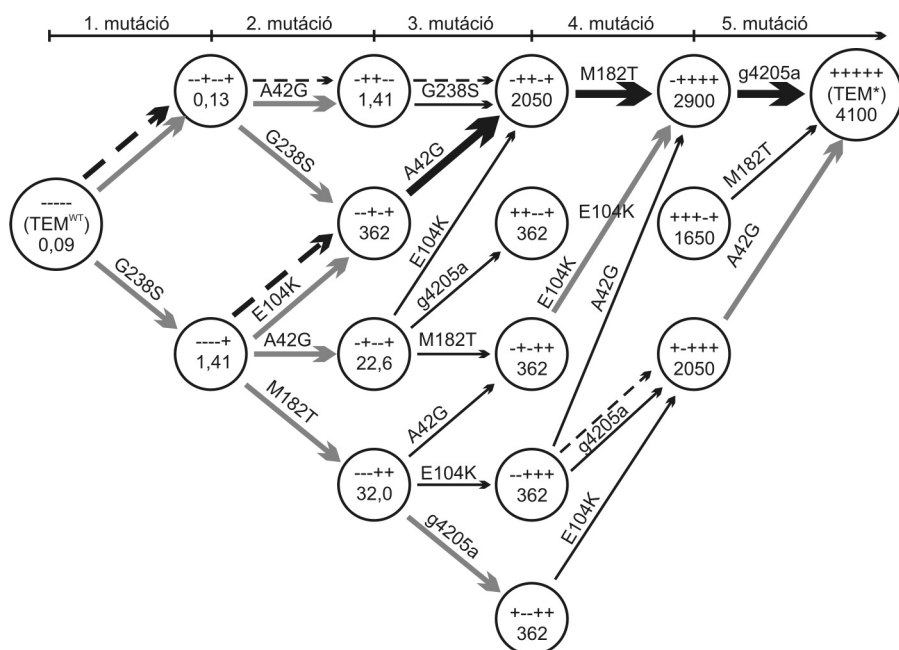 1. mutáció
2. mutáció
3. mutáció
4. mutáció
5. mutáció
--+--+
0,13
A42G
-++--
1,41
G238S
-++-+
2050
M182T
-++++
2900
g4205a
+++++
(TEM*)
4100
G238S
A42G
M182T
-----
(TEM^WT)
0,09
--+-+
362
E104K
++--+
362
E104K
+++-+
1650
G238S
E104K
g4205a
E104K
A42G
A42G
----+
1,41
A42G
-+--+
22,6
M182T
-+-++
362
+-+++
2050
M182T
A42G
g4205a
---++
32,0
E104K
--+++
362
E104K
g4205a
+--++
362